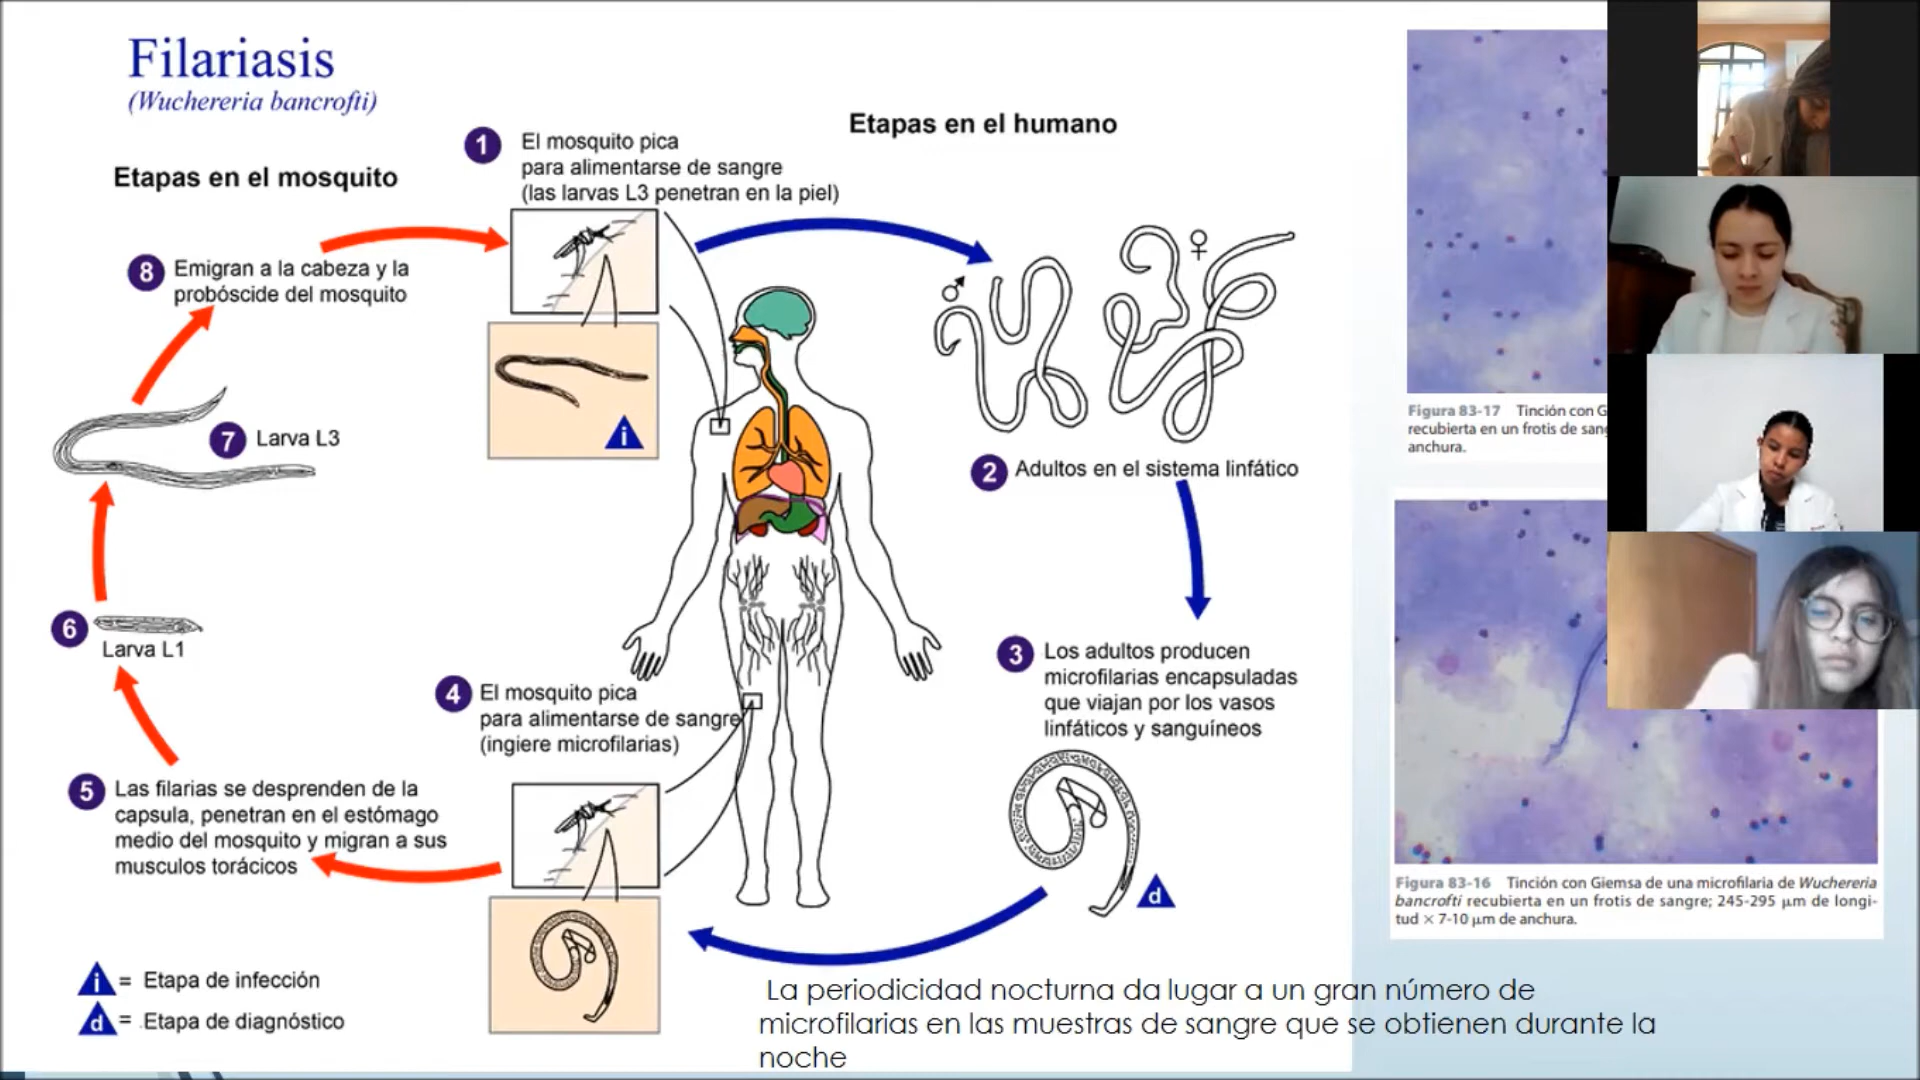 Filariasis
(Wuchereria bancrofti)
Etapas en el mosquito
Etapas en el humano
1
El mosquito pica
para alimentarse de sangre
(las larvas L3 penetran en la piel)
i
♂
♀
2
Adultos en el sistema linfático
3
Los adultos producen
microfilarias encapsuladas
que viajan por los vasos
linfáticos y sanguíneos
d
4
El mosquito pica
para alimentarse de sangre
(ingiere microfilarias)
5
Las filarias se desprenden de la
capsula, penetran en el estómago
medio del mosquito y migran a sus
musculos torácicos
6
Larva L1
7
Larva L3
8
Emigran a la cabeza y la
probóscide del mosquito
i = Etapa de infección
d = Etapa de diagnóstico
La periodicidad nocturna da lugar a un gran número de
microfilarias en las muestras de sangre que se obtienen durante la
noche
Figura 83-17 Tinción con G
recubierta en un frotis de san
anchura.
Figura 83-16 Tinción con Giemsa de una microfilaria de Wuchereria
bancrofti recubierta en un frotis de sangre; 245-295 μm de longi-
tud × 7-10 μm de anchura.